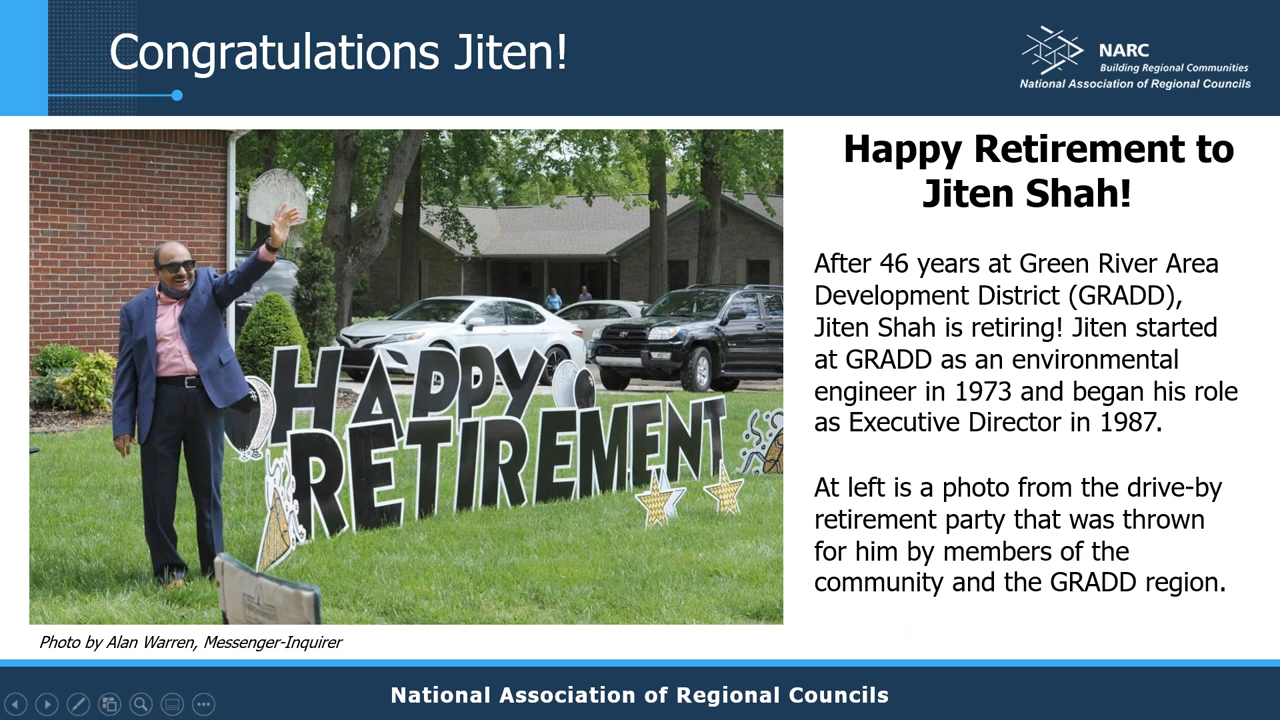 Congratulations Jiten!
NARC
Building Regional Communities
National Association of Regional Councils
Happy Retirement to
Jiten Shah!
After 46 years at Green River Area
Development District (GRADD),
Jiten Shah is retiring! Jiten started
at GRADD as an environmental
engineer in 1973 and began his role
as Executive Director in 1987.
At left is a photo from the drive-by
retirement party that was thrown
for him by members of the
community and the GRADD region.
HAPPY
RETIREMENT
Photo by Alan Warren, Messenger-Inquirer
National Association of Regional Councils